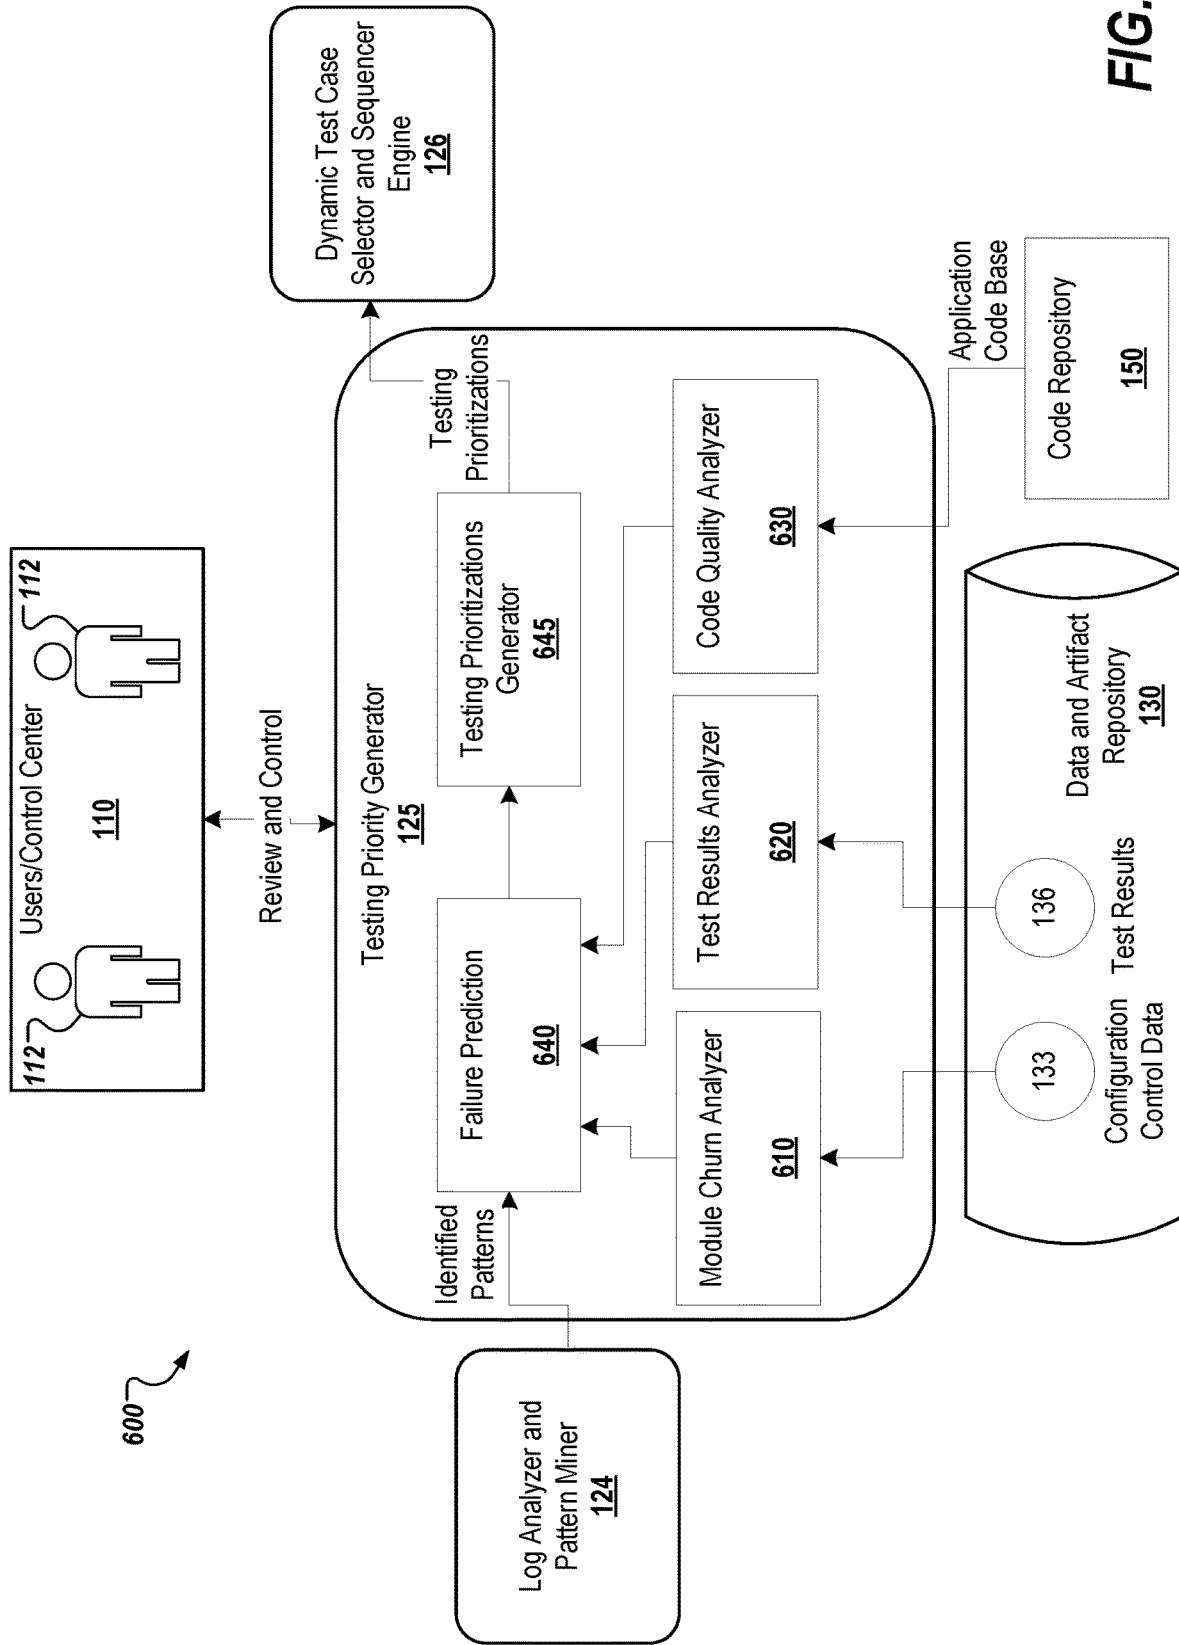 600
112
Users/Control Center
112
110
Review and Control
Testing Priority Generator
125
Log Analyzer and
Pattern Miner
124
Identified
Patterns
Failure Prediction
640
Testing Prioritizations
Generator
645
Testing
Prioritizations
Dynamic Test Case
Selector and Sequencer
Engine
126
Module Churn Analyzer
610
Test Results Analyzer
620
Code Quality Analyzer
630
133
Configuration
Control Data
136
Test Results
Data and Artifact
Repository
130
Application
Code Base
Code Repository
150
FIG.